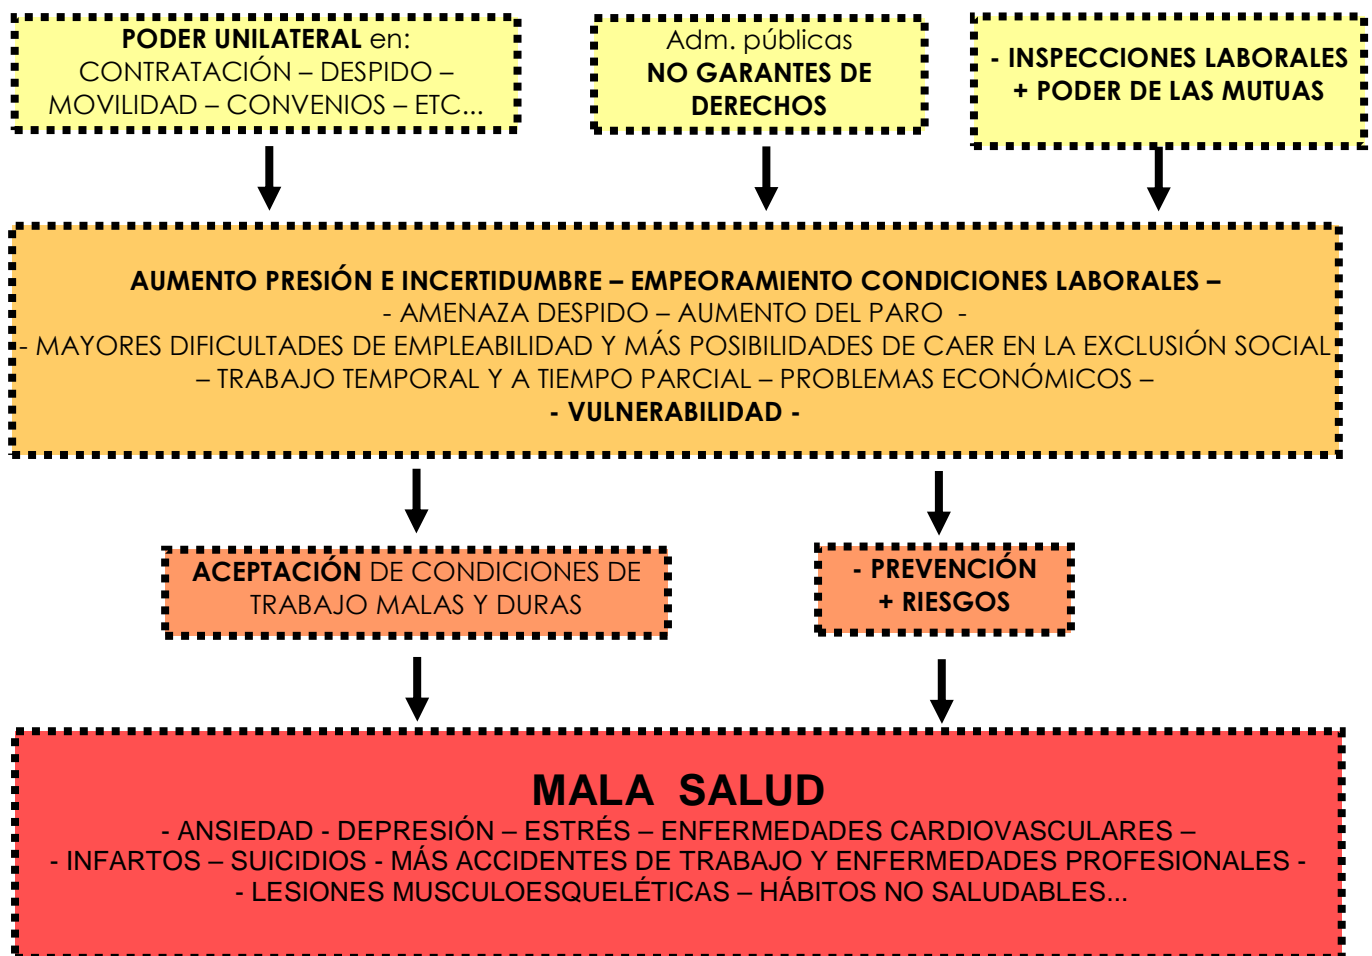 PODER UNILATERAL en:
CONTRATACIÓN – DESPIDO –
MOVILIDAD – CONVENIOS – ETC...
Adm. públicas
NO GARANTES DE
DERECHOS
- INSPECCIONES LABORALES
+ PODER DE LAS MUTUAS
AUMENTO PRESIÓN E INCERTIDUMBRE – EMPEORAMIENTO CONDICIONES LABORALES –
- AMENAZA DESPIDO – AUMENTO DEL PARO -
- MAYORES DIFICULTADES DE EMPLEABILIDAD Y MÁS POSIBILIDADES DE CAER EN LA EXCLUSIÓN SOCIAL
– TRABAJO TEMPORAL Y A TIEMPO PARCIAL – PROBLEMAS ECONÓMICOS –
- VULNERABILIDAD -
ACEPTACIÓN DE CONDICIONES DE
TRABAJO MALAS Y DURAS
- PREVENCIÓN
+ RIESGOS
MALA SALUD
- ANSIEDAD - DEPRESIÓN – ESTRÉS – ENFERMEDADES CARDIOVASCULARES –
- INFARTOS – SUICIDIOS - MÁS ACCIDENTES DE TRABAJO Y ENFERMEDADES PROFESIONALES -
- LESIONES MUSCULOESQUELÉTICAS – HÁBITOS NO SALUDABLES...